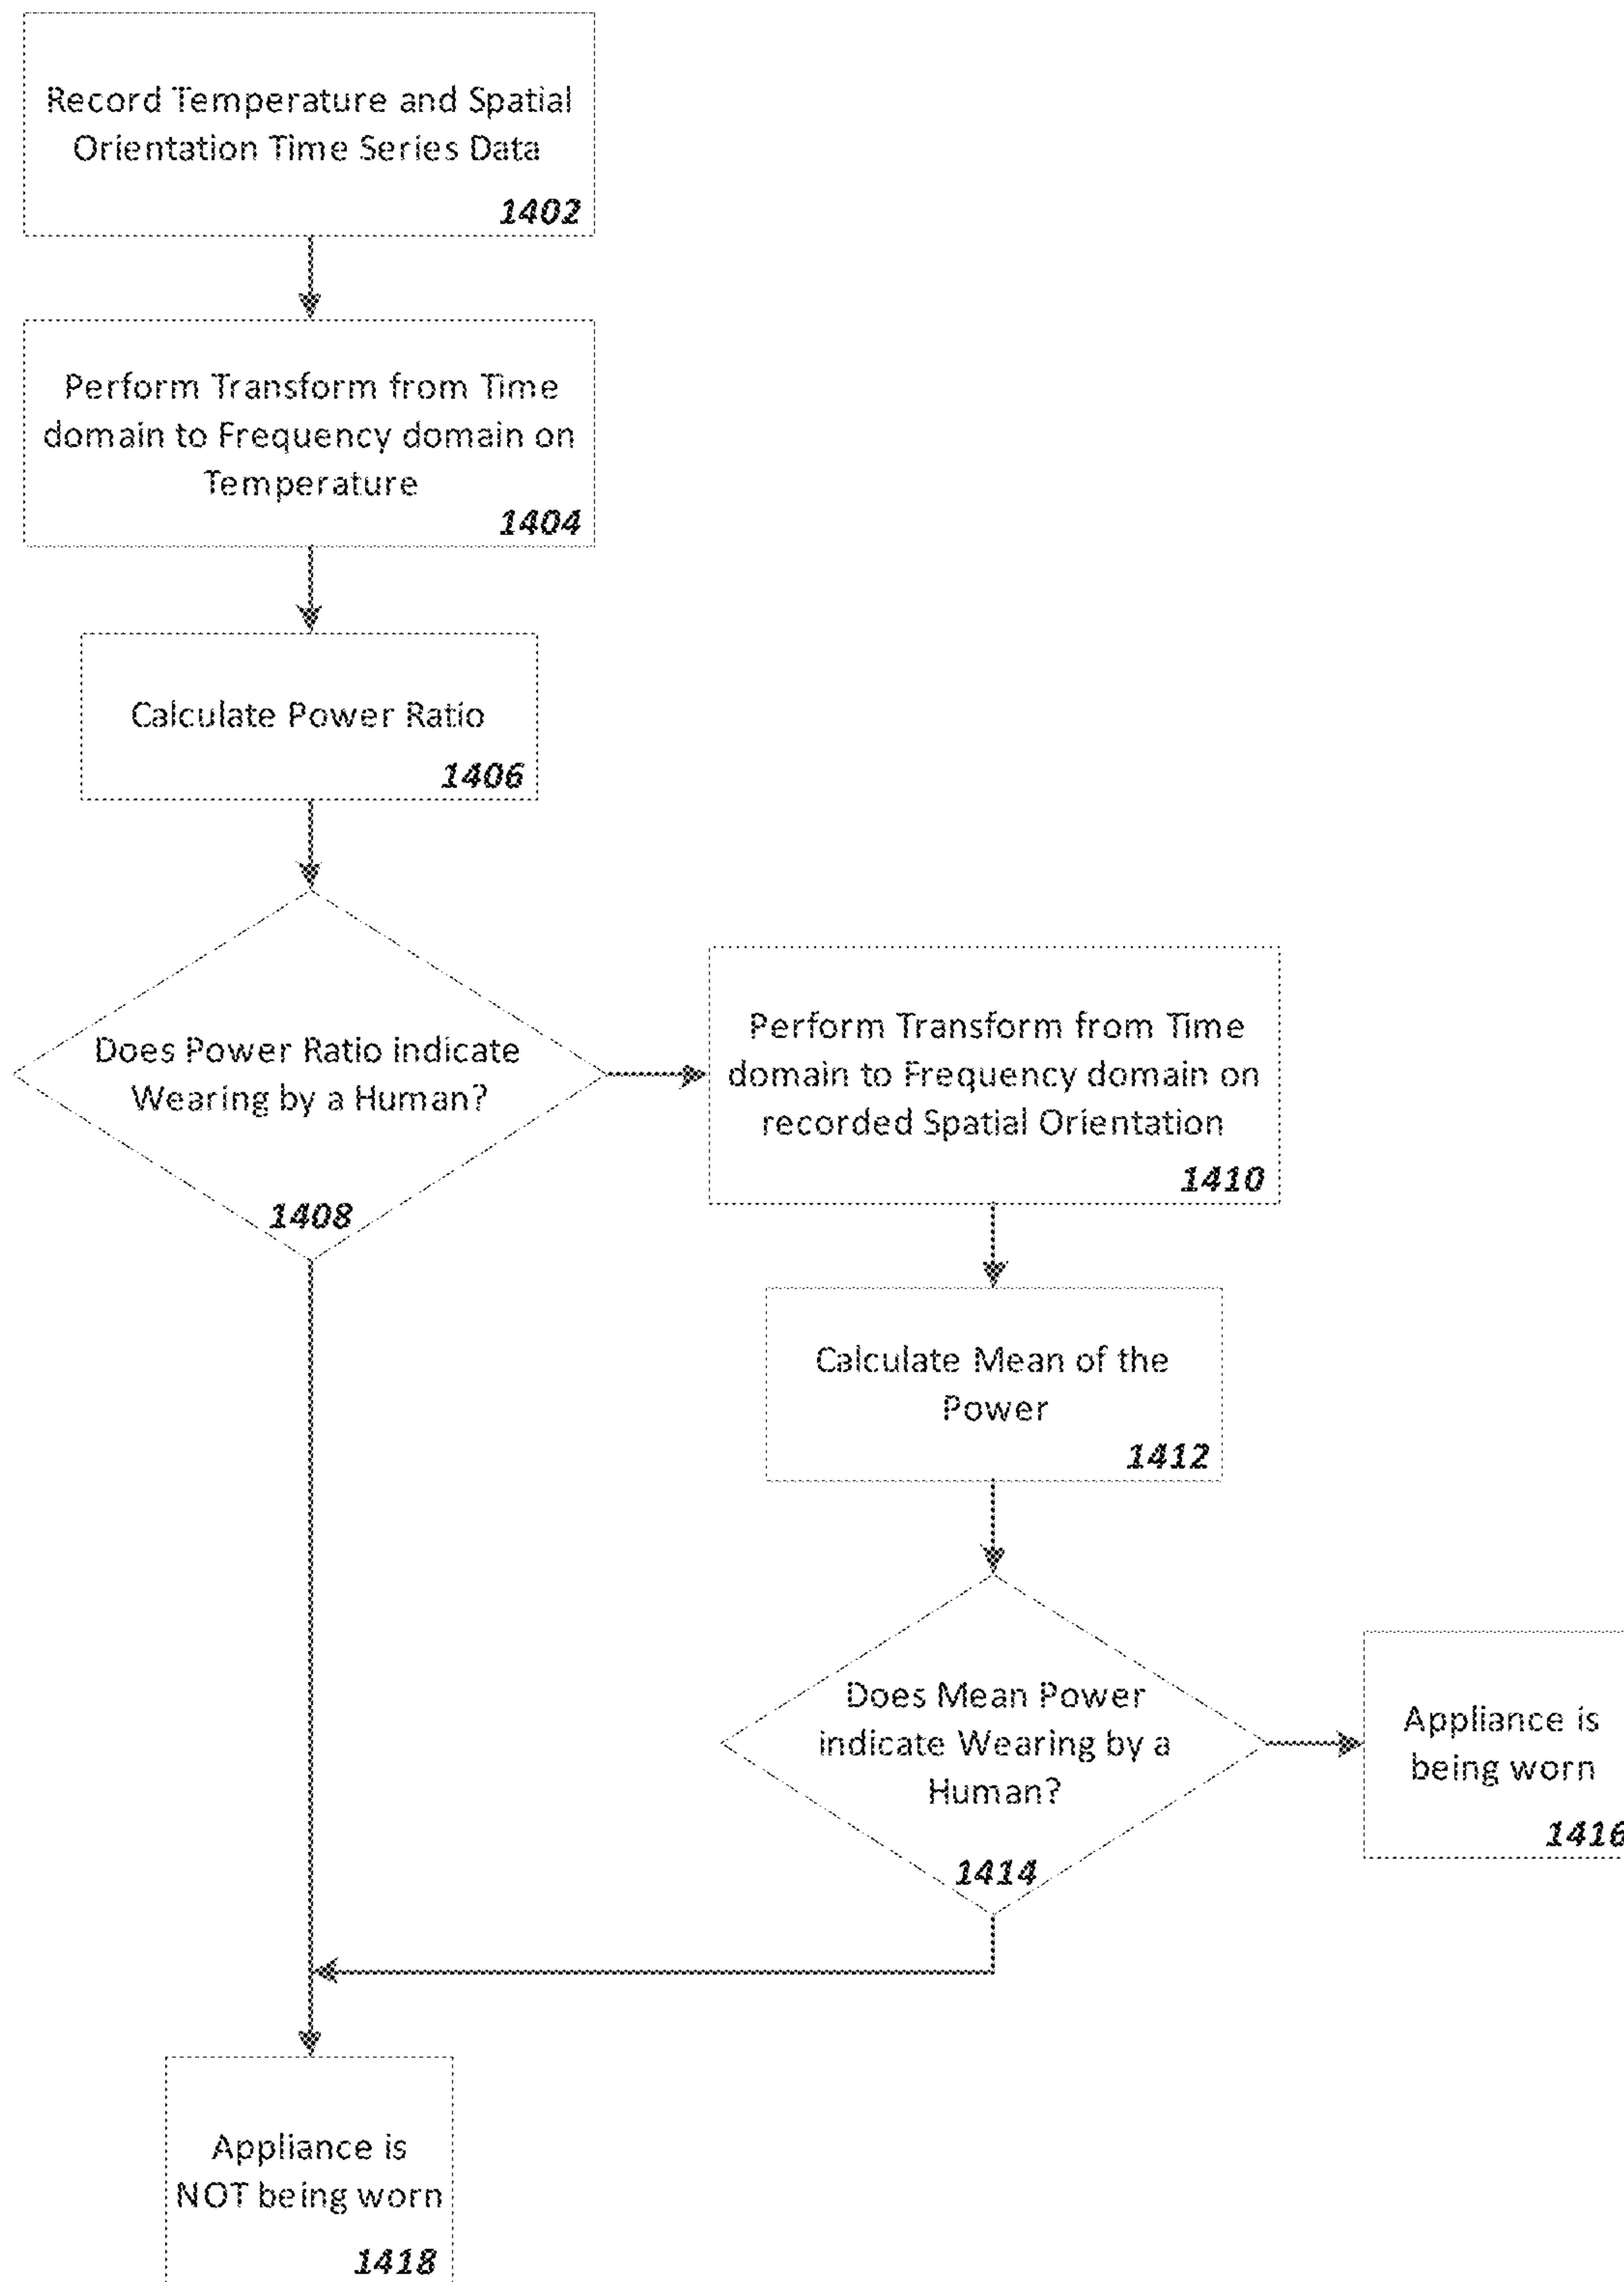 Record Temperature and Spatial
Orientation Time Series Data
1402
Perform Transform from Time
domain to Frequency domain on
Temperature
1404
Calculate Power Ratio
1406
Does Power Ratio indicate
Wearing by a Human?
1408
Perform Transform from Time
domain to Frequency domain on
recorded Spatial Orientation
1410
Calculate Mean of the
Power
1412
Does Mean Power
indicate Wearing by a
Human?
1414
Appliance is
being worn
1416
Appliance is
NOT being worn
1418